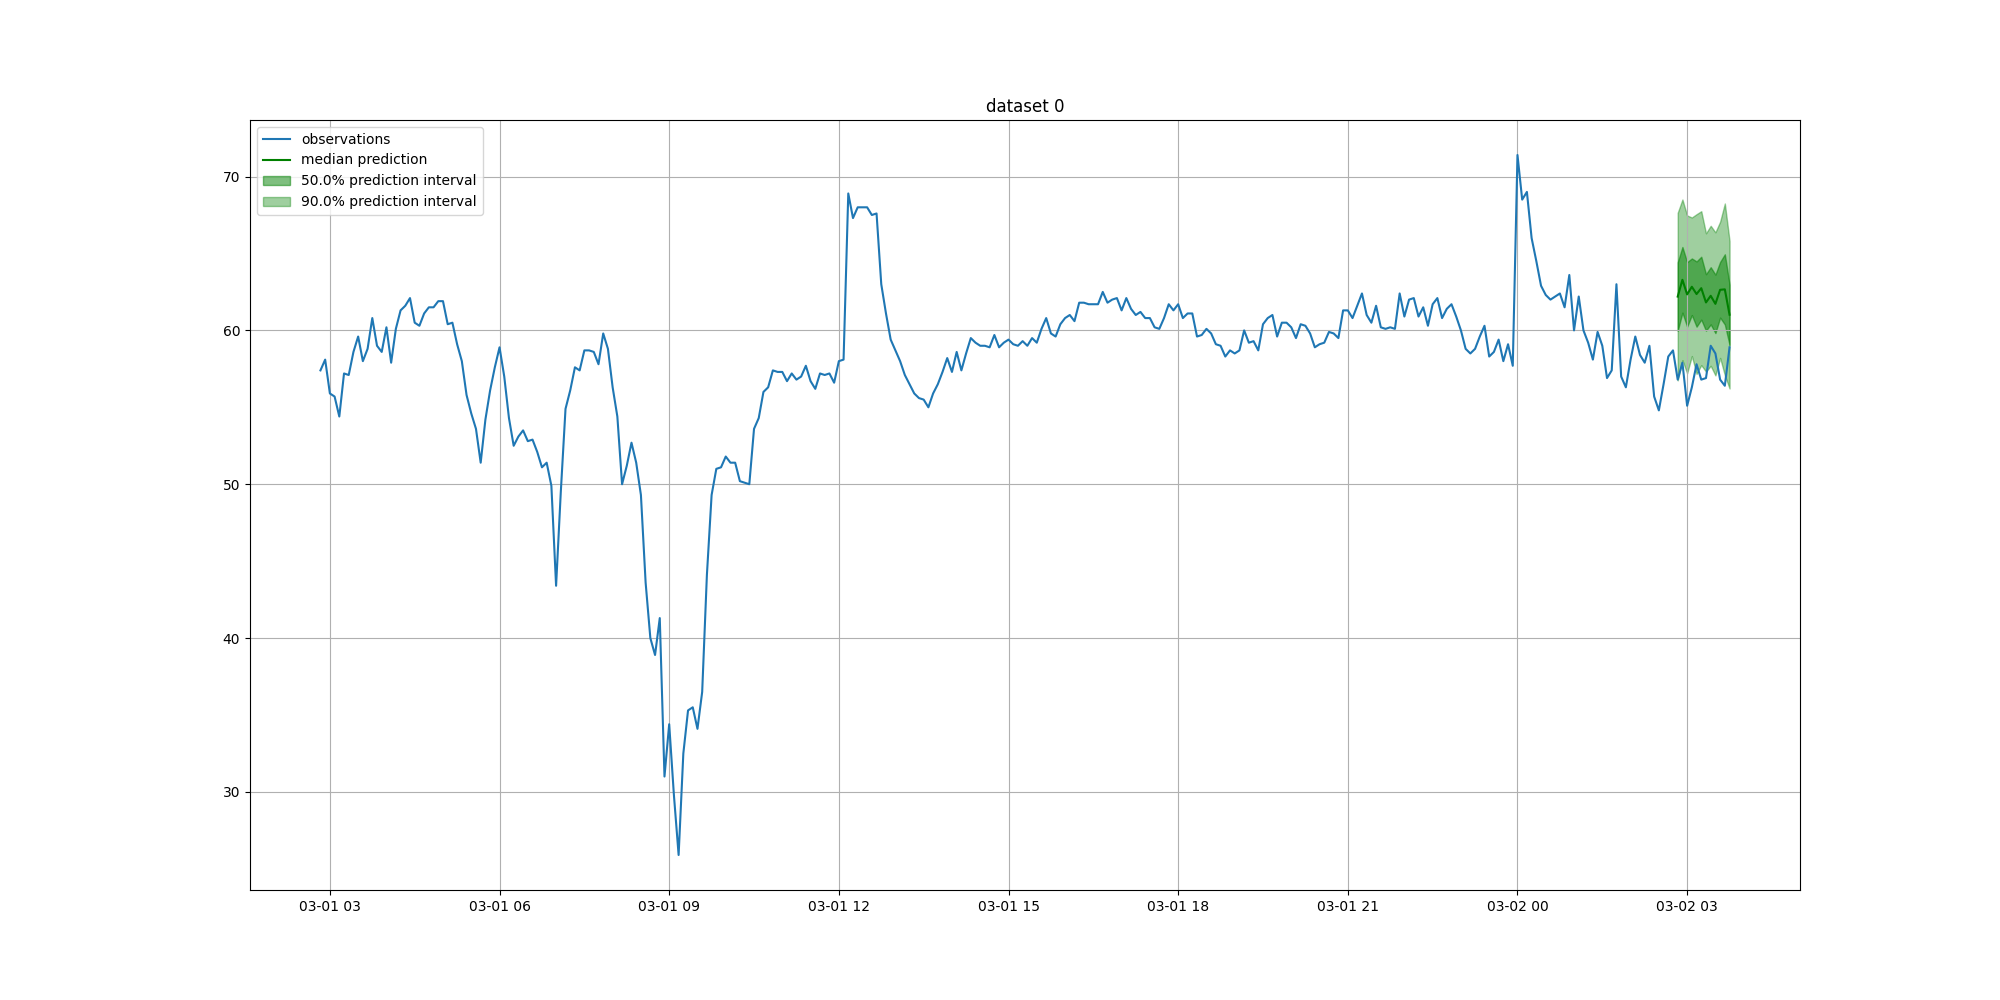 dataset 0
observations
median prediction
50.0% prediction interval
90.0% prediction interval
70
60
50
40
30
03-01 03
03-01 06
03-01 09
03-01 12
03-01 15
03-01 18
03-01 21
03-02 00
03-02 03